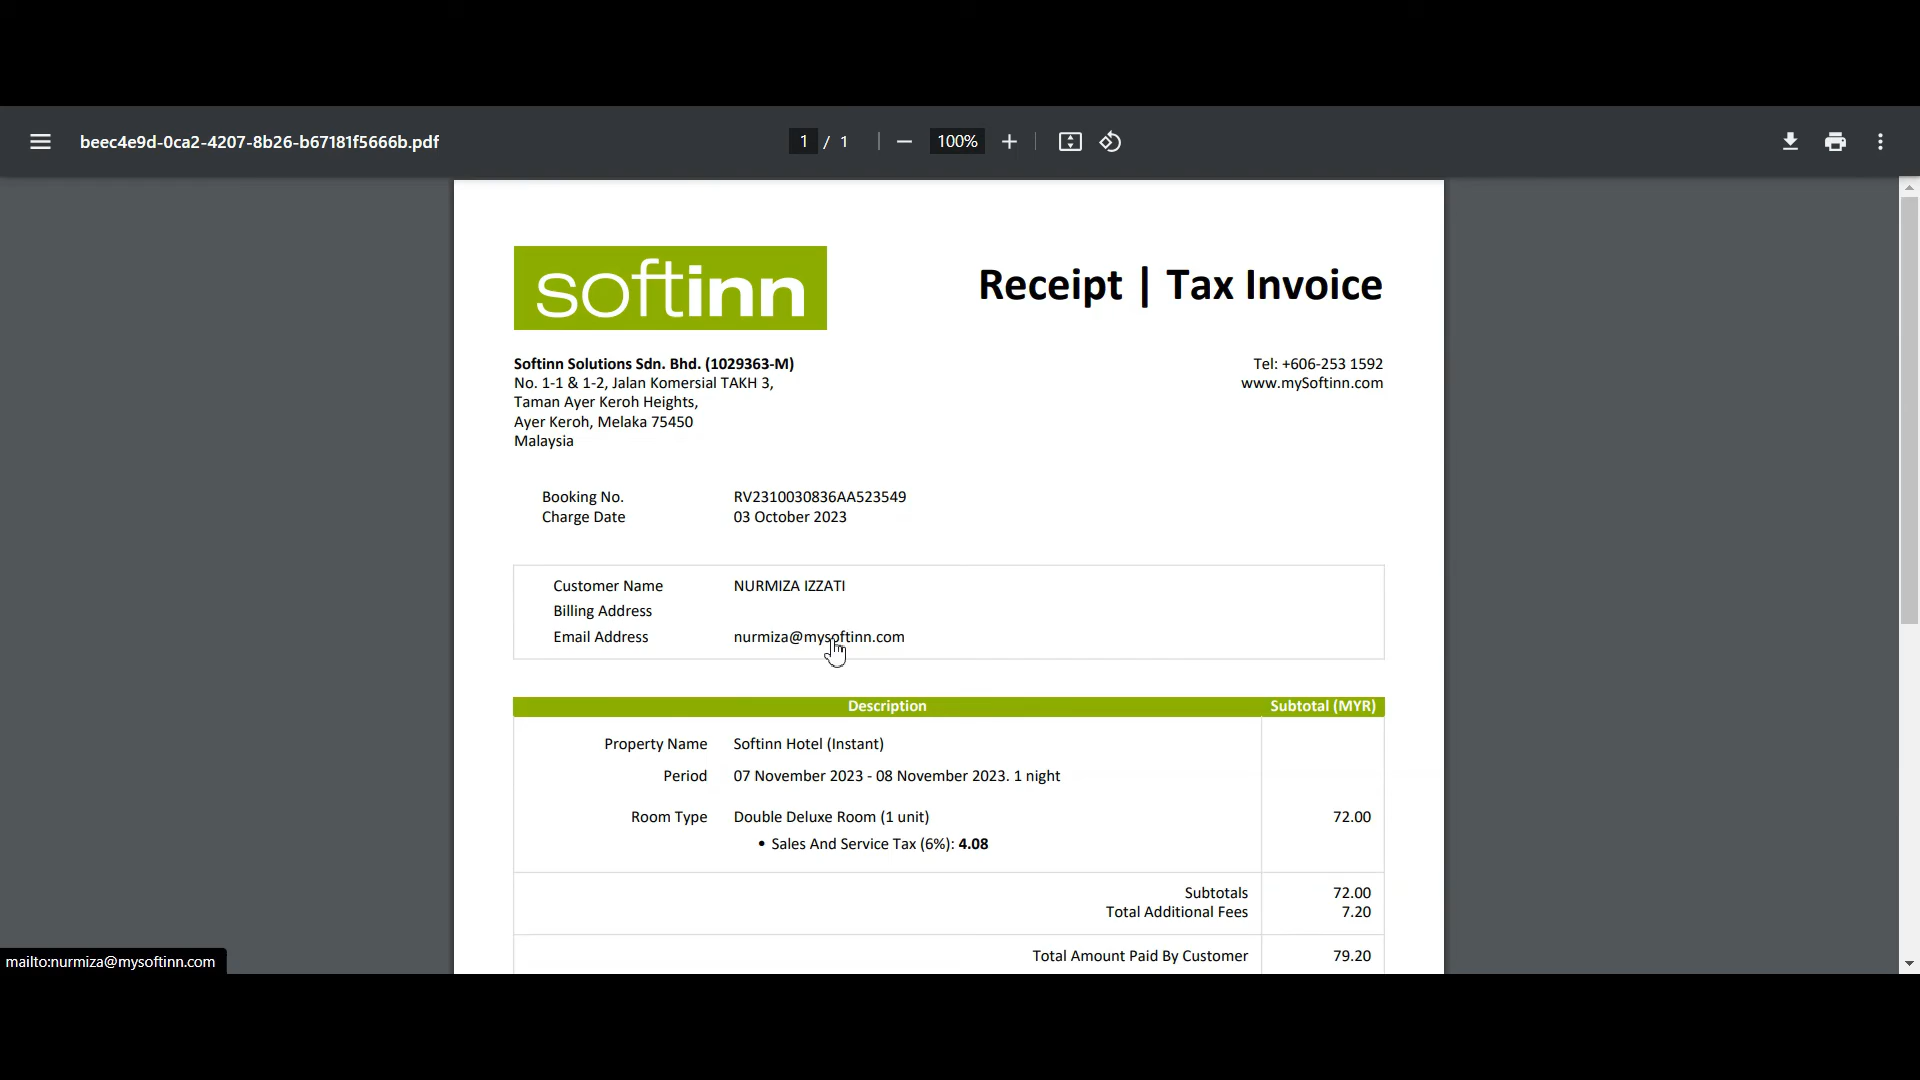 beec4e9d-0ca2-4207-8b26-b67181f5666b.pdf
1 / 1
100%
softinn
Receipt | Tax Invoice
Softinn Solutions Sdn. Bhd. (1029363-M)
Tel: +606-253 1592
No. 1-1 & 1-2, Jalan Komersial TAKH 3,
www.mySoftinn.com
Taman Ayer Keroh Heights,
Ayer Keroh, Melaka 75450
Malaysia
Booking No. RV2310030836AA523549
Charge Date 03 October 2023
Customer Name NURMIZA IZZATI
Billing Address
Email Address nurmiza@mysoftinn.com
Description Subtotal (MYR)
Property Name Softinn Hotel (Instant)
Period 07 November 2023 - 08 November 2023. 1 night
Room Type Double Deluxe Room (1 unit) 72.00
• Sales And Service Tax (6%): 4.08
Subtotals 72.00
Total Additional Fees 7.20
Total Amount Paid By Customer 79.20
mailto:nurmiza@mysoftinn.com